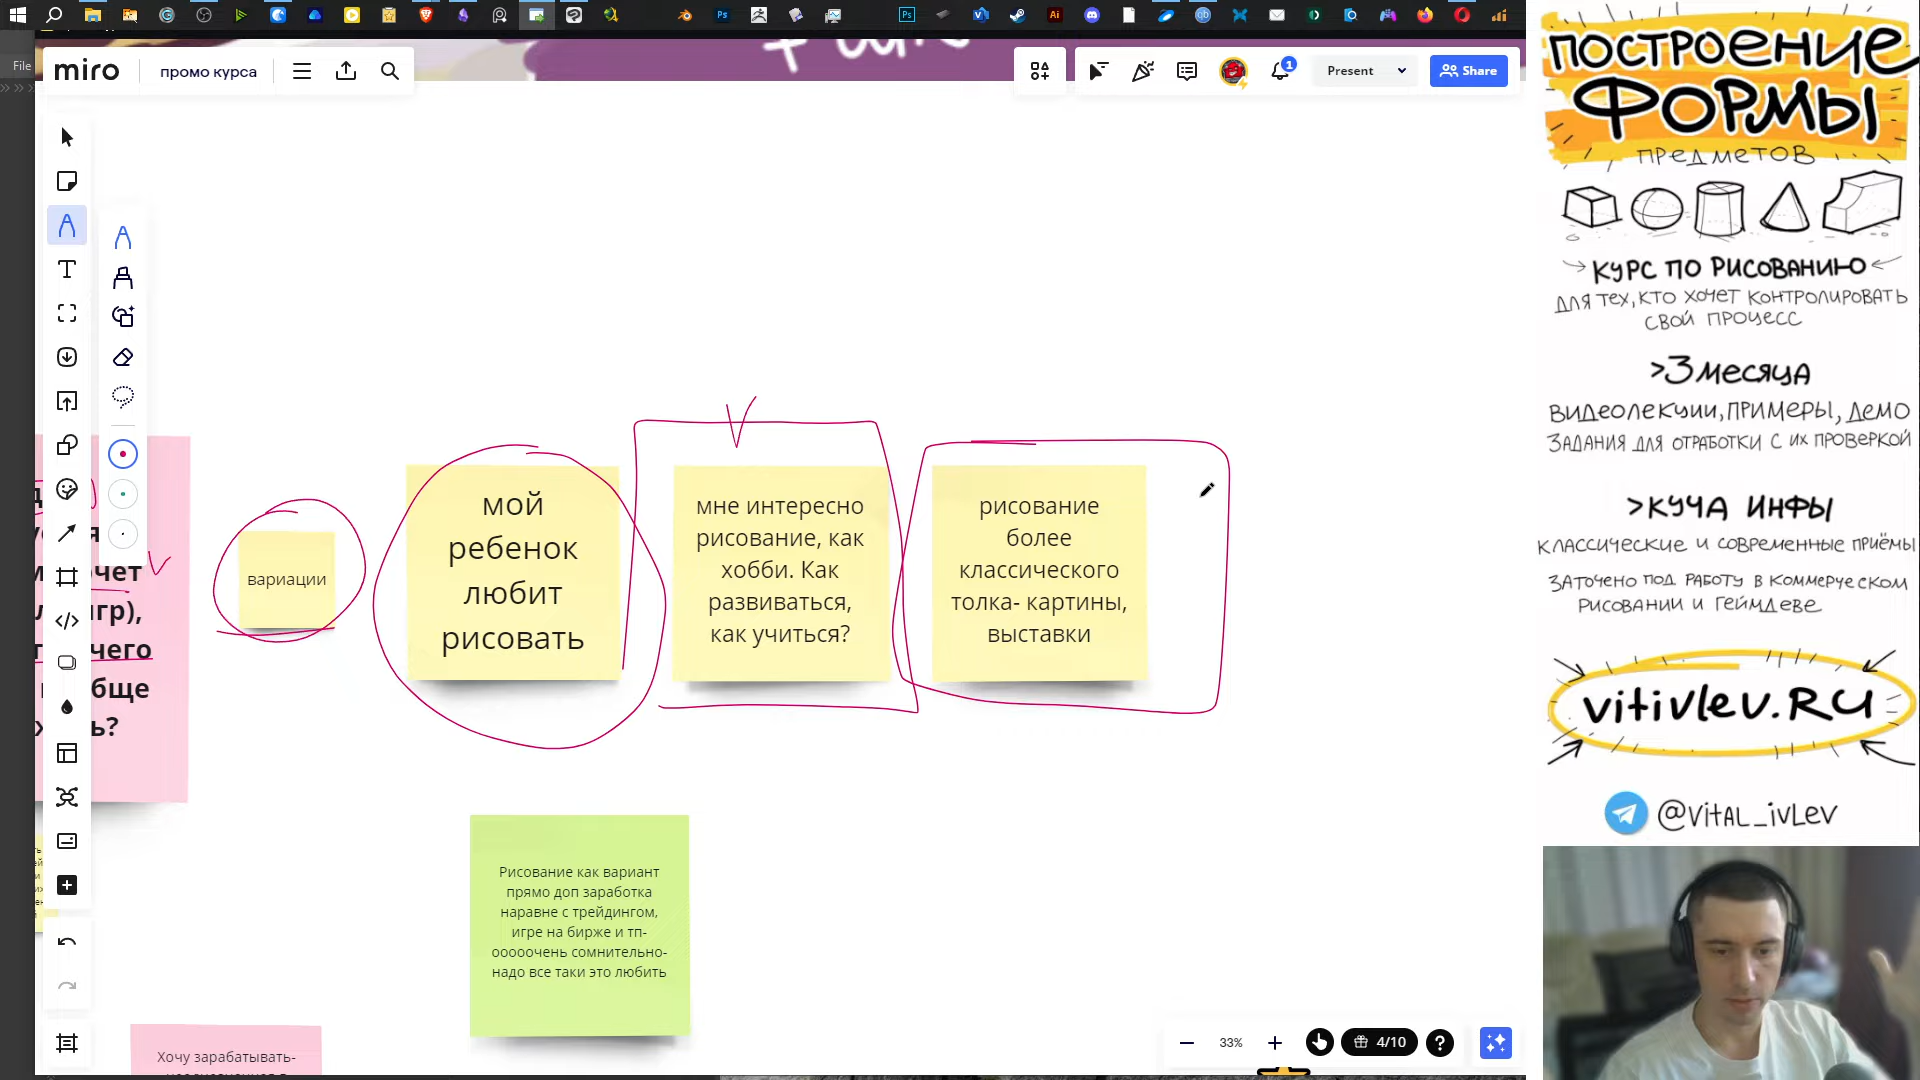 File
miro
промо курса
Present
1
Share
вариации
мой
ребенок
любит
рисовать
мне интересно
рисование, как
хобби. Как
развиваться,
как учиться?
рисование
более
классического
толка- картины,
выставки
Рисование как вариант
прямо доп заработка
наравне с трейдингом,
игре на бирже и тп-
ооооочень сомнительно-
надо все таки это любить
Хочу зарабатывать-
33%
4/10
ПОСТРОЕНИЕ
ФОРМЫ
ПРЕДМЕТОВ
КУРС ПО РИСОВАНИЮ
ДЛЯ ТЕХ, КТО ХОЧЕТ КОНТРОЛИРОВАТЬ
СВОЙ ПРОЦЕСС
>3 месяца
ВИДЕОЛЕКЦИИ, ПРИМЕРЫ, ДЕМО
ЗАДАНИЯ ДЛЯ ОТРАБОТКИ С ИХ ПРОВЕРКОЙ
>КУЧА ИНФЫ
КЛАССИЧЕСКИЕ И СОВРЕМЕННЫЕ ПРИЁМЫ
ЗАТОЧЕНО ПОД РАБОТУ В КОММЕРЧЕСКОМ
РИСОВАНИИ И ГЕЙМДЕВЕ
vitivlev.RU
@VITAL_IVLEV